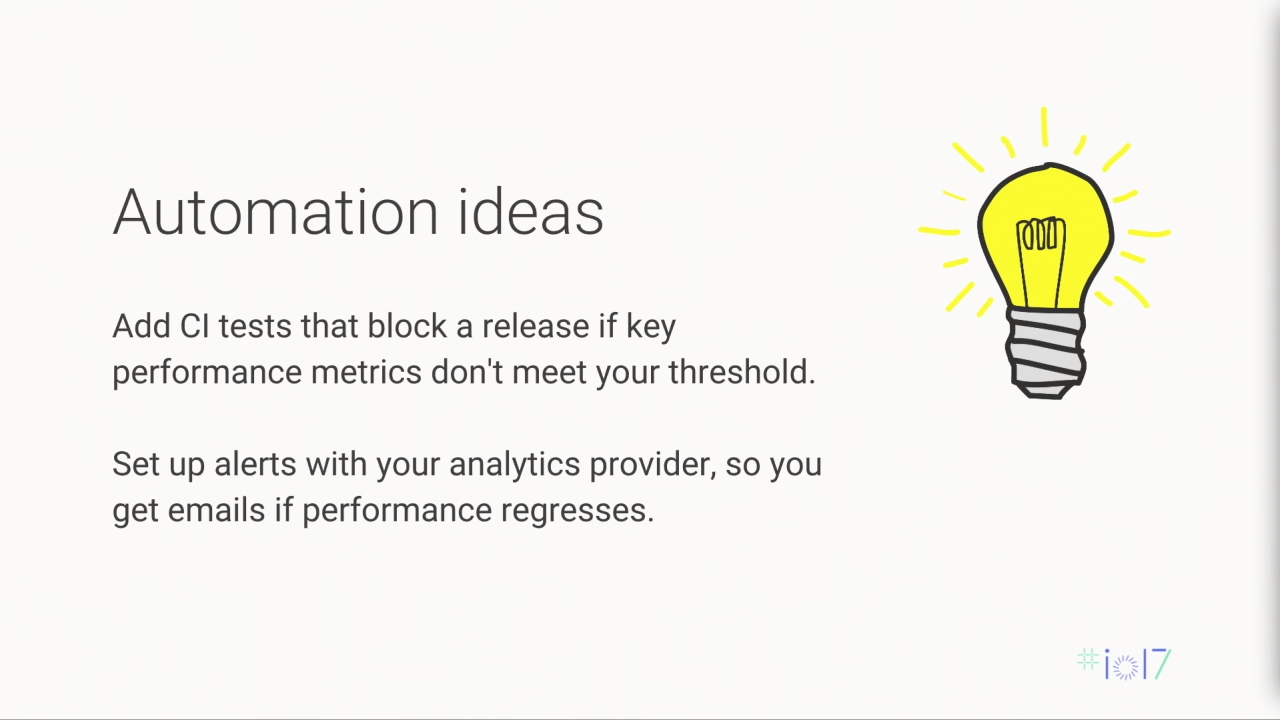 Automation ideas
Add CI tests that block a release if key
performance metrics don't meet your threshold.
Set up alerts with your analytics provider, so you
get emails if performance regresses.
#io17